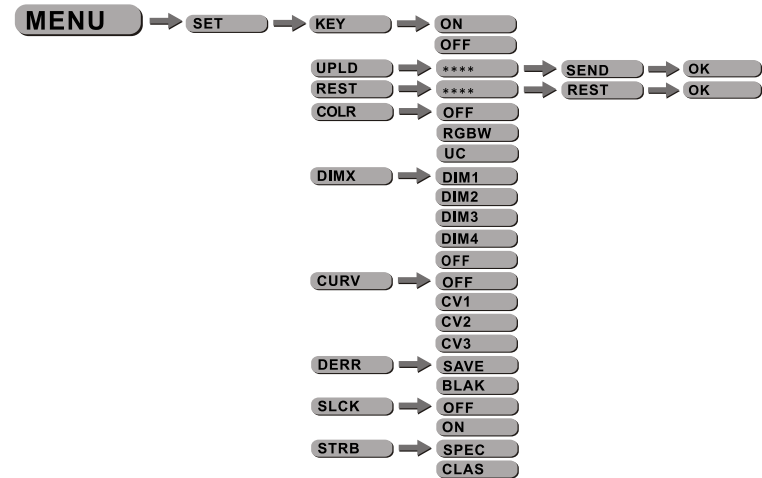 MENU SET KEY ON
OFF
UPLD **** SEND OK
REST **** REST OK
COLR OFF
RGBW
UC
DIMX DIM1
DIM2
DIM3
DIM4
OFF
CURV OFF
CV1
CV2
CV3
DERR SAVE
BLAK
SLCK OFF
ON
STRB SPEC
CLAS